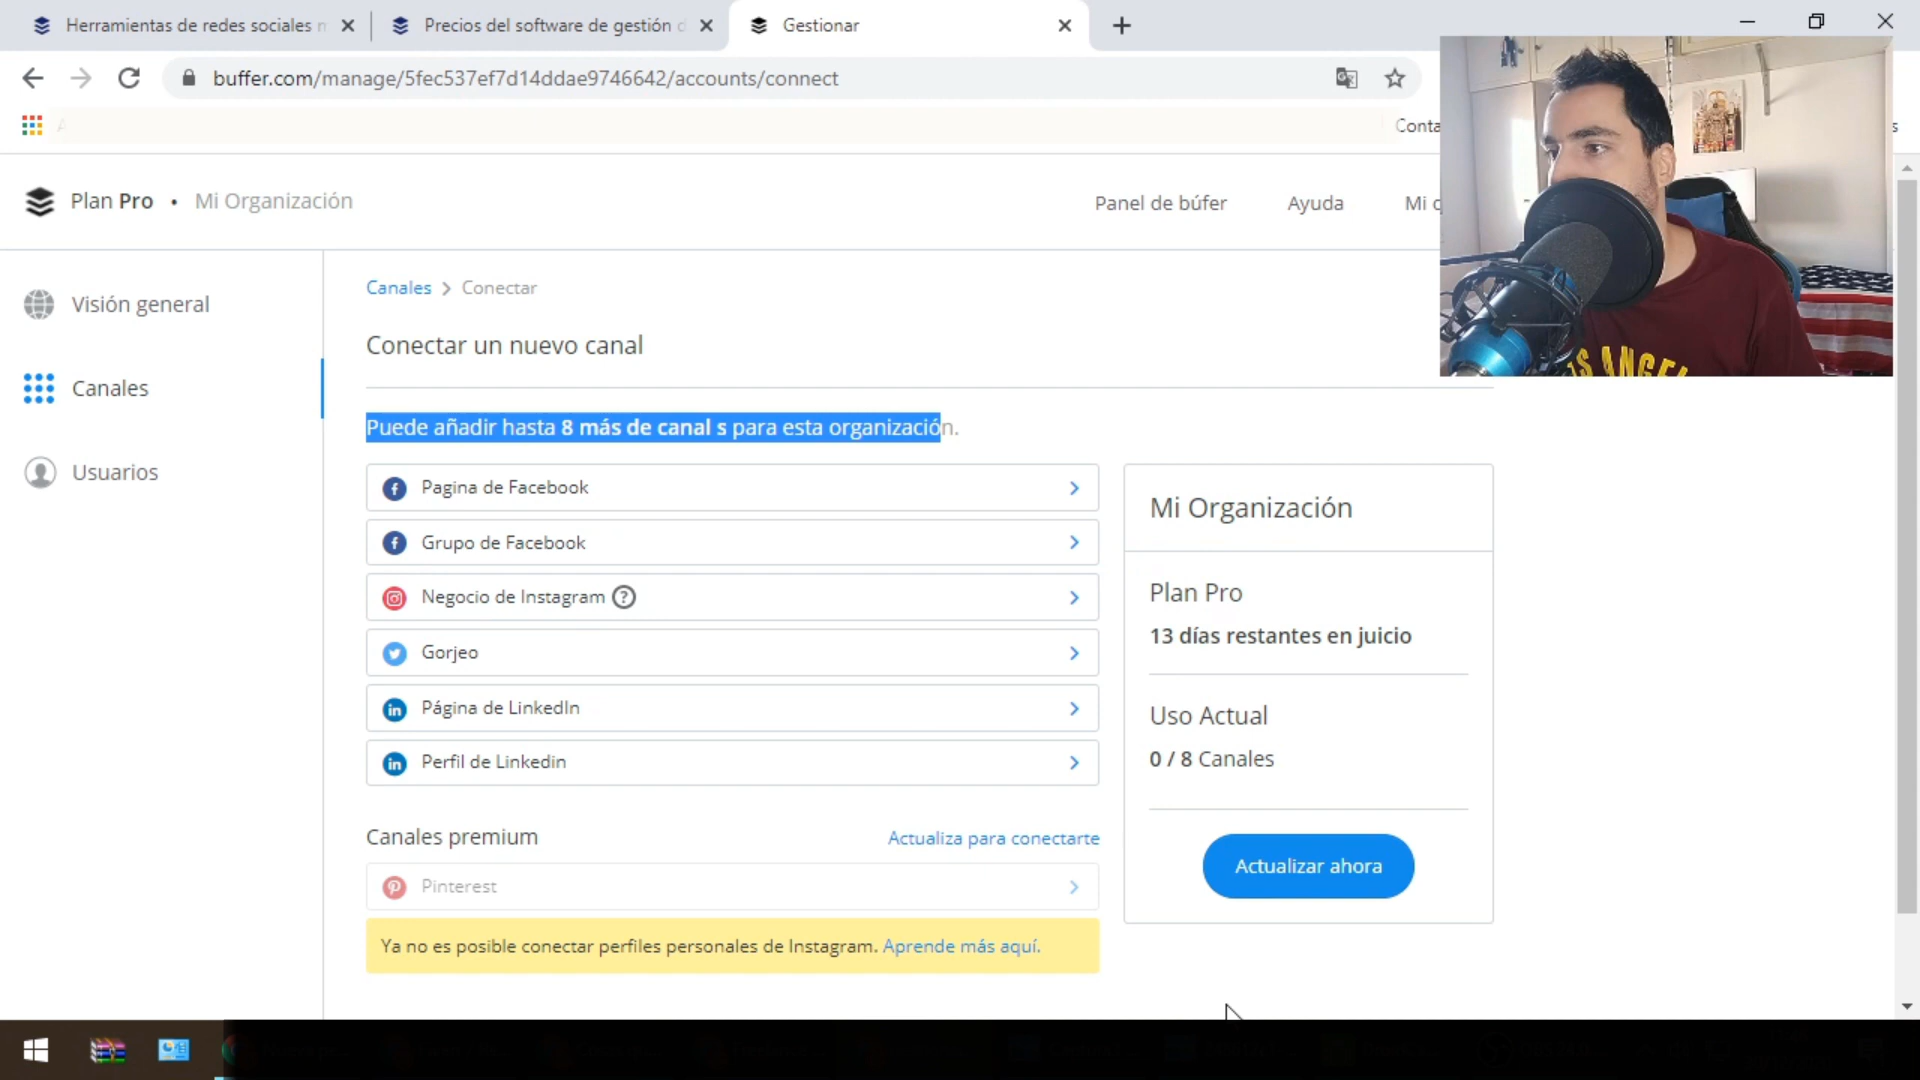 Herramientas de redes sociales
Precios del software de gestión
Gestionar
buffer.com/manage/5fec537ef7d14ddae9746642/accounts/connect
Conta
Plan Pro • Mi Organización
Panel de búfer
Ayuda
Mi
Visión general
Canales
Usuarios
Canales > Conectar
Conectar un nuevo canal
Puede añadir hasta 8 más de canal s para esta organización.
Pagina de Facebook
Grupo de Facebook
Negocio de Instagram ?
Gorjeo
Página de LinkedIn
Perfil de Linkedin
Canales premium
Actualiza para conectarte
Pinterest
Ya no es posible conectar perfiles personales de Instagram. Aprende más aquí.
Mi Organización
Plan Pro
13 días restantes en juicio
Uso Actual
0 / 8 Canales
Actualizar ahora
ANGEL